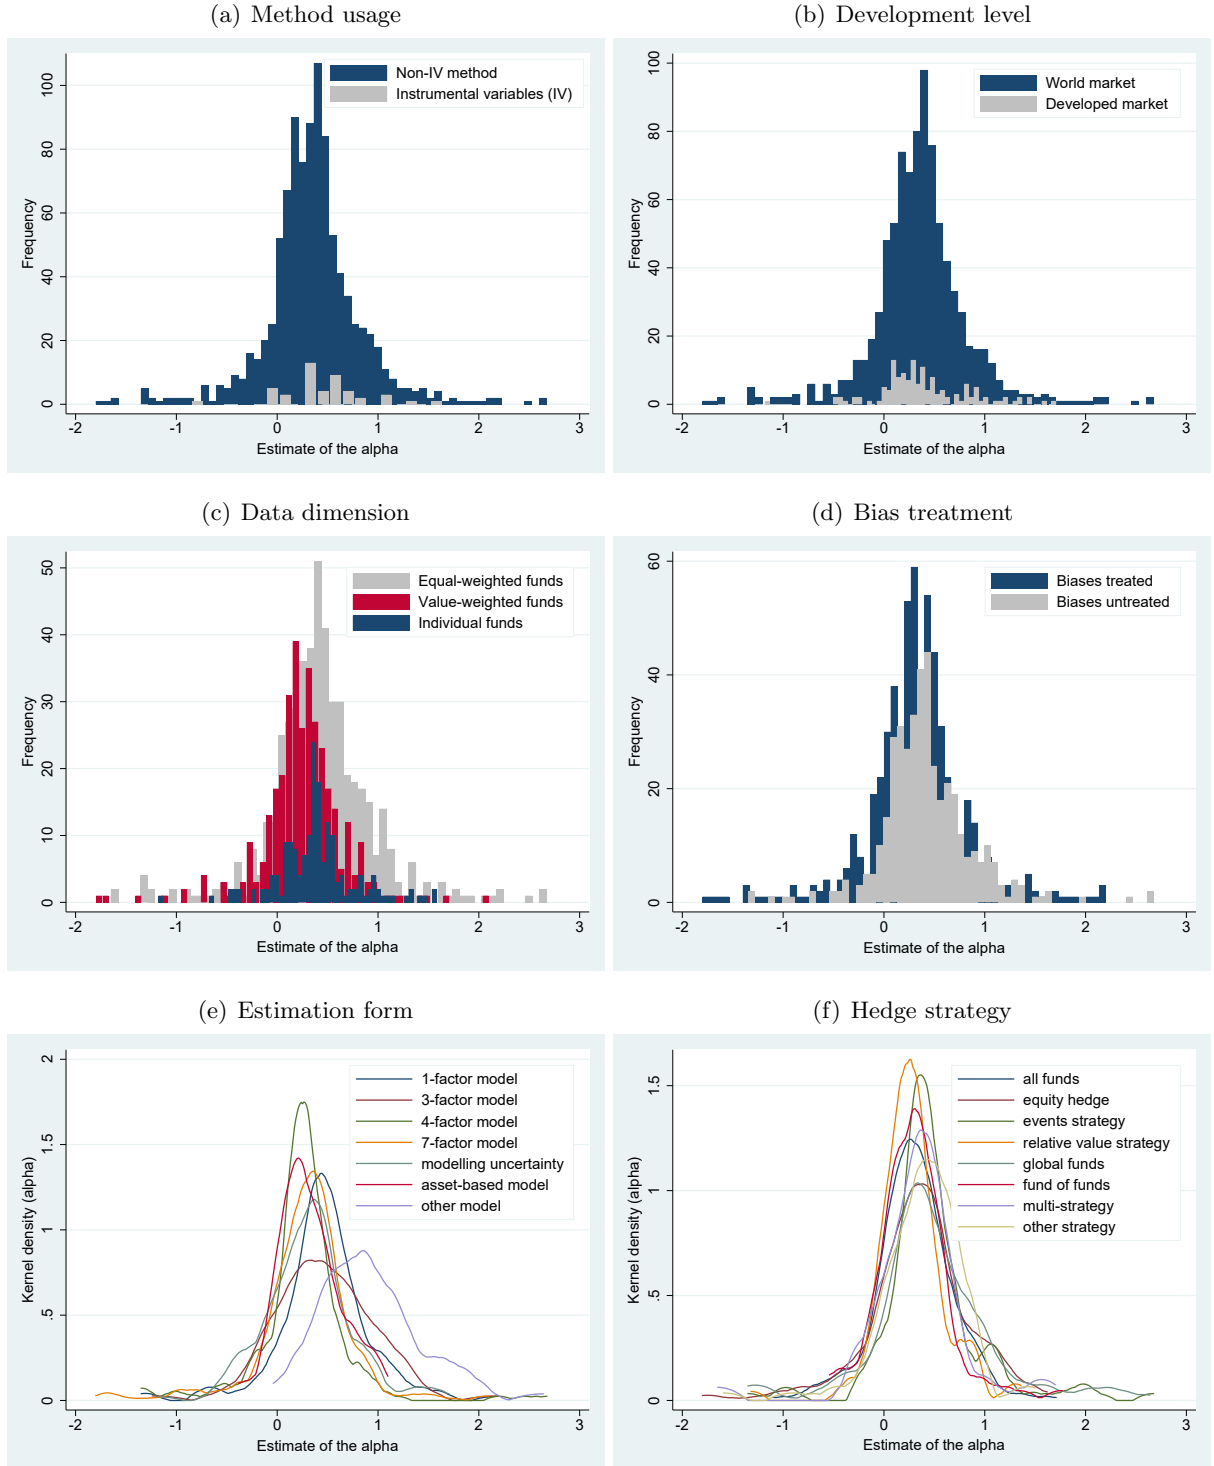 (a) Method usage
Non-IV method
Instrumental variables (IV)
Frequency
0 20 40 60 80 100
-2 -1 0 1 2 3
Estimate of the alpha
(b) Development level
World market
Developed market
Frequency
0 20 40 60 80 100
-2 -1 0 1 2 3
Estimate of the alpha
(c) Data dimension
Equal-weighted funds
Value-weighted funds
Individual funds
Frequency
0 10 20 30 40 50
-2 -1 0 1 2 3
Estimate of the alpha
(d) Bias treatment
Biases treated
Biases untreated
Frequency
0 20 40 60
-2 -1 0 1 2 3
Estimate of the alpha
(e) Estimation form
1-factor model
3-factor model
4-factor model
7-factor model
modelling uncertainty
asset-based model
other model
Kernel density (alpha)
0 .5 1 1.5 2
-2 -1 0 1 2 3
Estimate of the alpha
(f) Hedge strategy
all funds
equity hedge
events strategy
relative value strategy
global funds
fund of funds
multi-strategy
other strategy
Kernel density (alpha)
0 .5 1 1.5
-2 -1 0 1 2 3
Estimate of the alpha